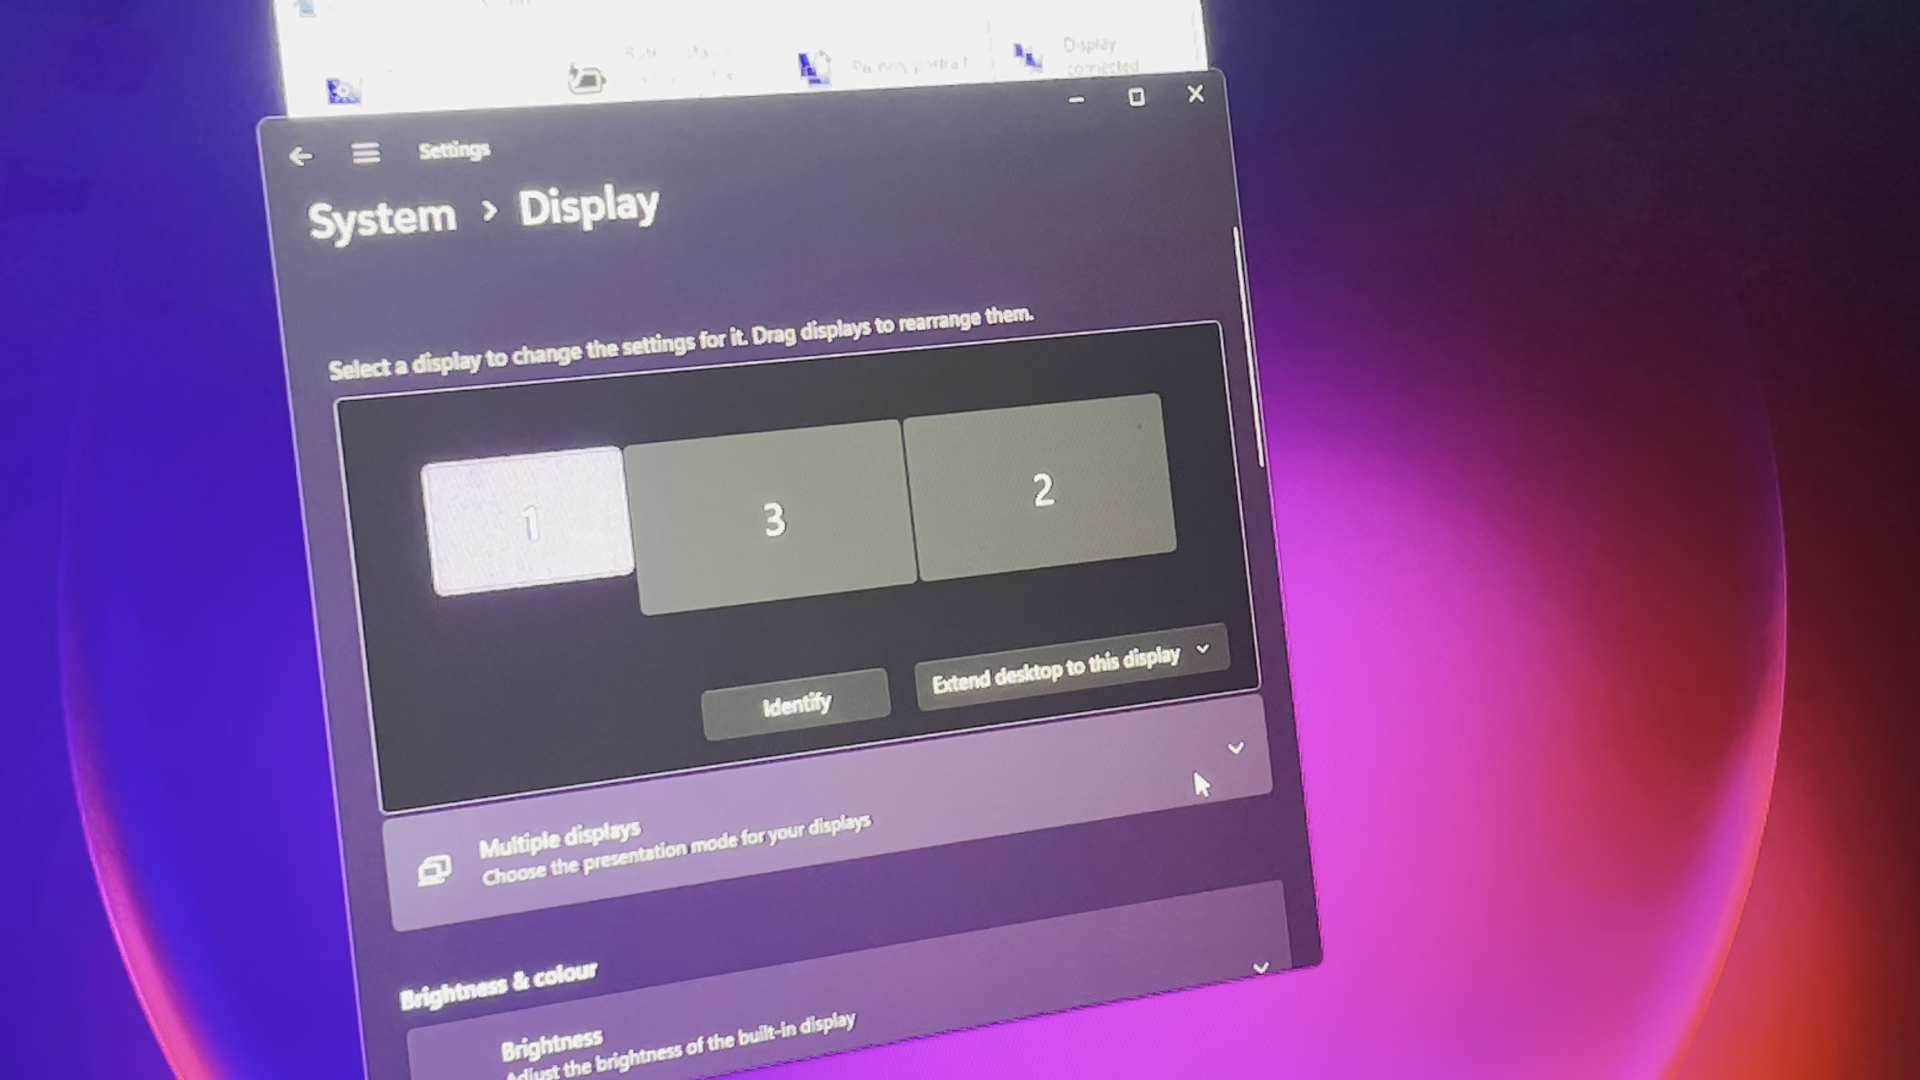 Display
connected
Settings
System > Display
Select a display to change the settings for it. Drag displays to rearrange them.
1
3
2
Identify
Extend desktop to this display
Multiple displays
Choose the presentation mode for your displays
Brightness & colour
Brightness
Adjust the brightness of the built-in display